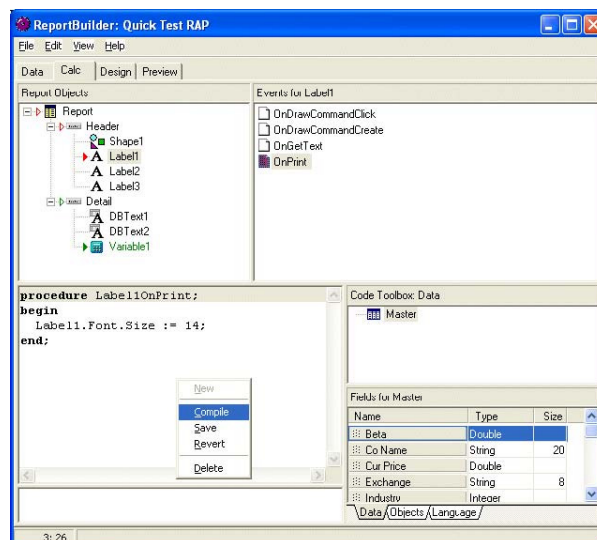 ReportBuilder: Quick Test RAP
File Edit View Help
Data Calc Design Preview
Report Objects
Report
Header
Shape1
Label1
Label2
Label3
Detail
DBText1
DBText2
Variable1
Events for Label1
OnDrawCommandClick
OnDrawCommandCreate
OnGetText
OnPrint
procedure Label1OnPrint;
begin
Label1.Font.Size := 14;
end;
New
Compile
Save
Revert
Delete
Code Toolbox: Data
Master
Fields for Master
Name Type Size
Beta Double
Co Name String 20
Cur Price Double
Exchange String 8
Industry Integer
Data Objects Language
3: 26